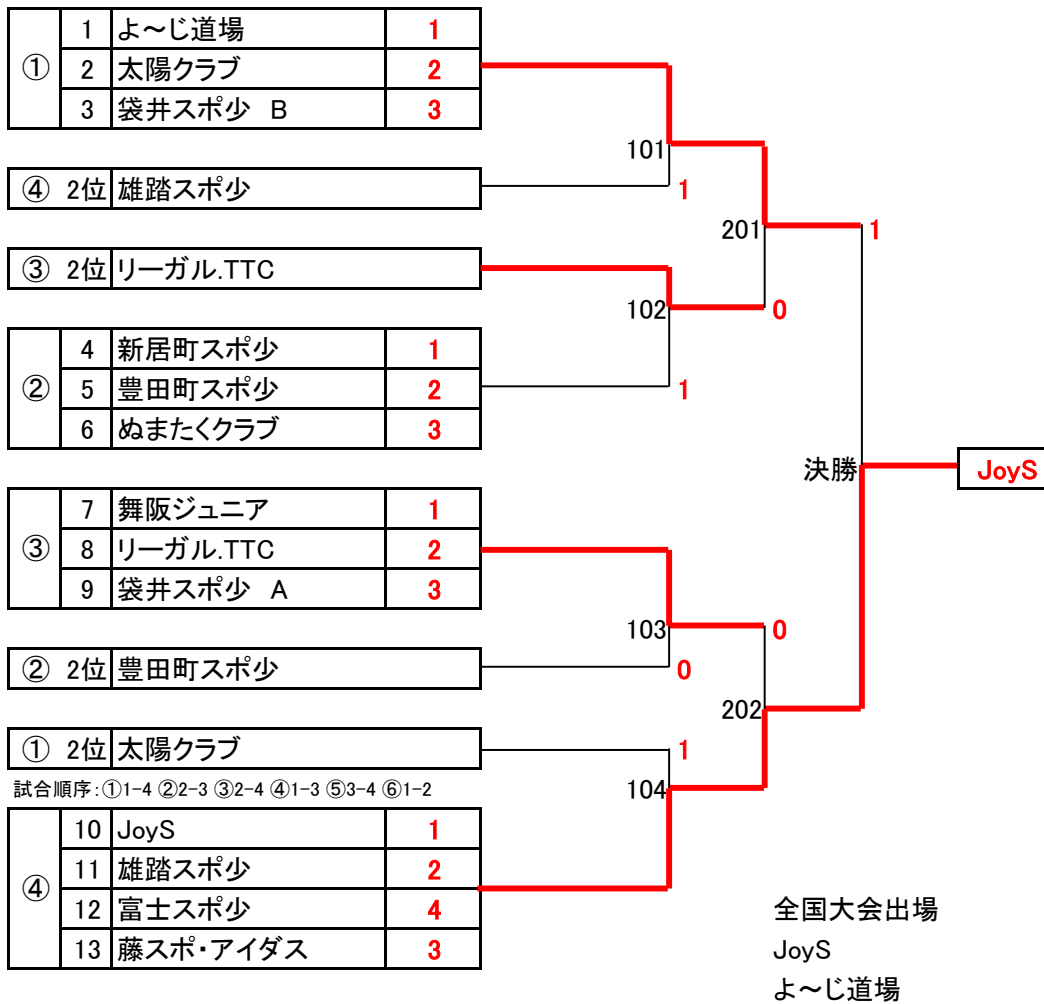 ① 1 よ～じ道場 1
2 太陽クラブ 2
3 袋井スポ少 B 3
101
④ 2位 雄踏スポ少 1
201 1
③ 2位 リーガル.TTC
102 0
② 4 新居町スポ少 1
5 豊田町スポ少 2 1
6 ぬまたくクラブ 3
決勝 JoyS
③ 7 舞阪ジュニア 1
8 リーガル.TTC 2
9 袋井スポ少 A 3
103 0
② 2位 豊田町スポ少 0
202
① 2位 太陽クラブ 1
試合順序:①1-4 ②2-3 ③2-4 ④1-3 ⑤3-4 ⑥1-2
104
④ 10 JoyS 1
11 雄踏スポ少 2
12 富士スポ少 4
13 藤スポ・アイダス 3
全国大会出場
JoyS
よ～じ道場